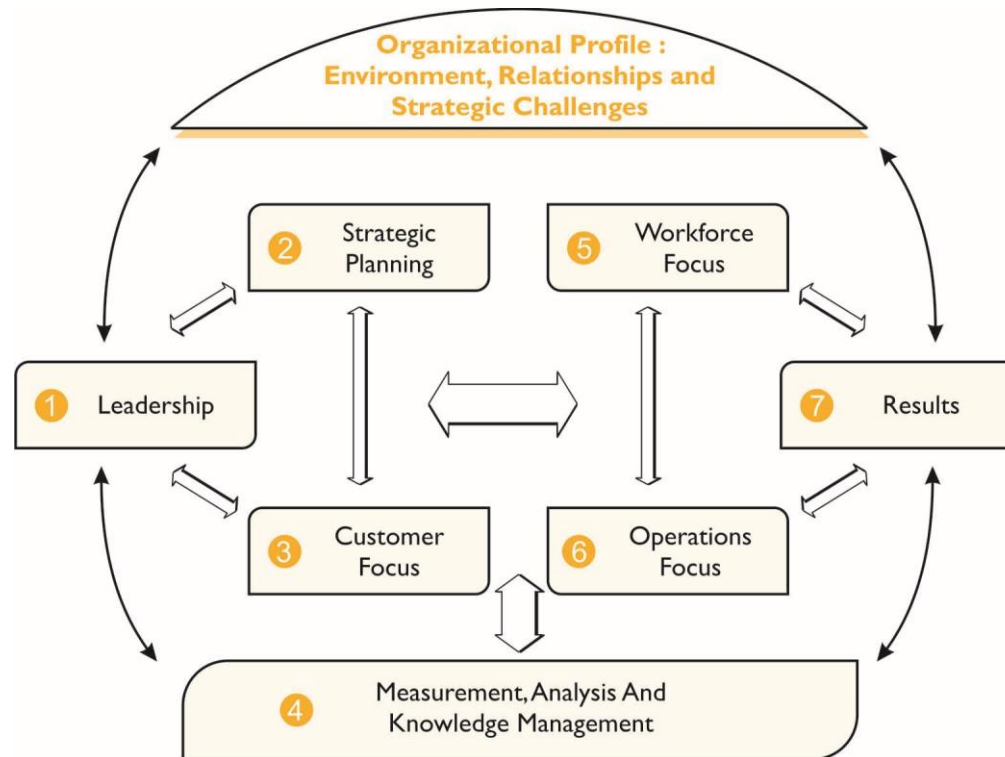 Organizational Profile :
Environment, Relationships and
Strategic Challenges
2 Strategic
Planning
5 Workforce
Focus
1 Leadership
7 Results
3 Customer
Focus
6 Operations
Focus
4 Measurement, Analysis And
Knowledge Management